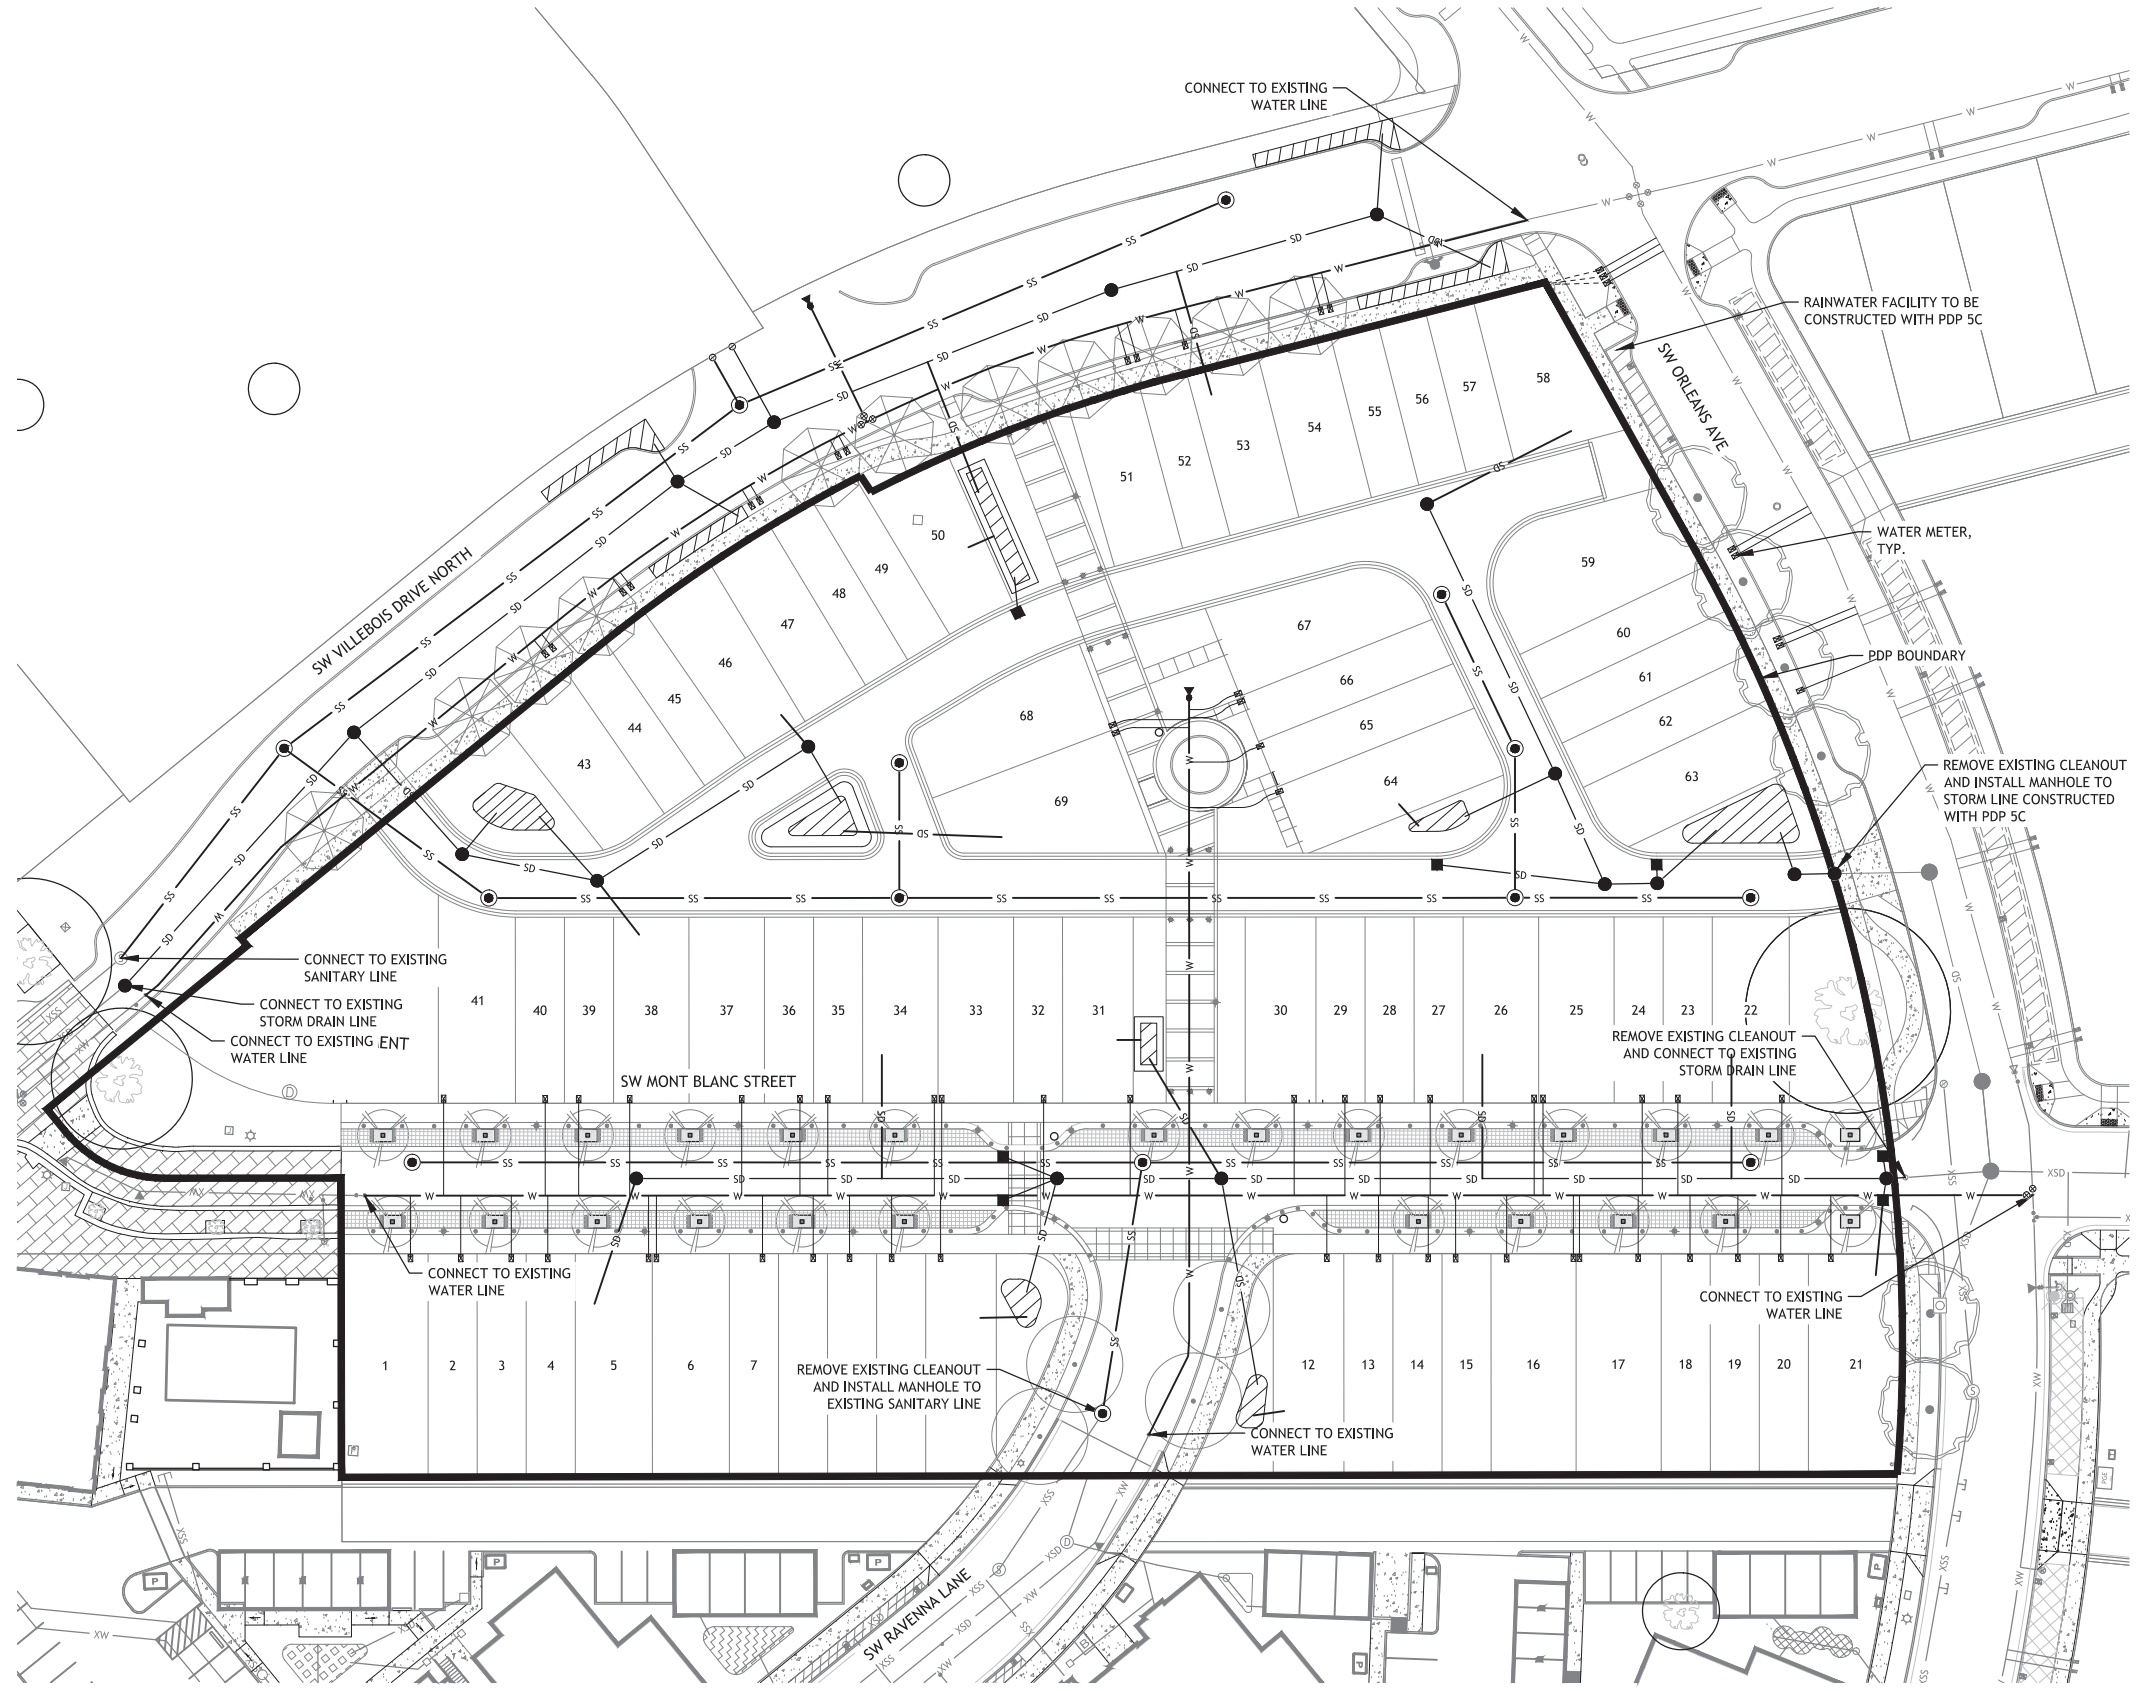 CONNECT TO EXISTING
WATER LINE
RAINWATER FACILITY TO BE
CONSTRUCTED WITH PDP 5C
SW ORLEANS AVE
58
57
56
55
54
53
52
51
50
49
48
47
46
45
44
43
SW VILLEBOIS DRIVE NORTH
WATER METER,
TYP.
59
60
61
62
63
PDP BOUNDARY
67
66
65
64
68
69
REMOVE EXISTING CLEANOUT
AND INSTALL MANHOLE TO
STORM LINE CONSTRUCTED
WITH PDP 5C
CONNECT TO EXISTING
SANITARY LINE
CONNECT TO EXISTING
STORM DRAIN LINE
CONNECT TO EXISTING
WATER LINE
ENT
41
40
39
38
37
36
35
34
33
32
31
30
29
28
27
26
25
24
23
22
REMOVE EXISTING CLEANOUT
AND CONNECT TO EXISTING
STORM DRAIN LINE
SW MONT BLANC STREET
CONNECT TO EXISTING
WATER LINE
CONNECT TO EXISTING
WATER LINE
1
2
3
4
5
6
7
12
13
14
15
16
17
18
19
20
21
REMOVE EXISTING CLEANOUT
AND INSTALL MANHOLE TO
EXISTING SANITARY LINE
CONNECT TO EXISTING
WATER LINE
SW RAVENNA LANE
SS
SD
W
XSS
XSD
XW
P
PGE